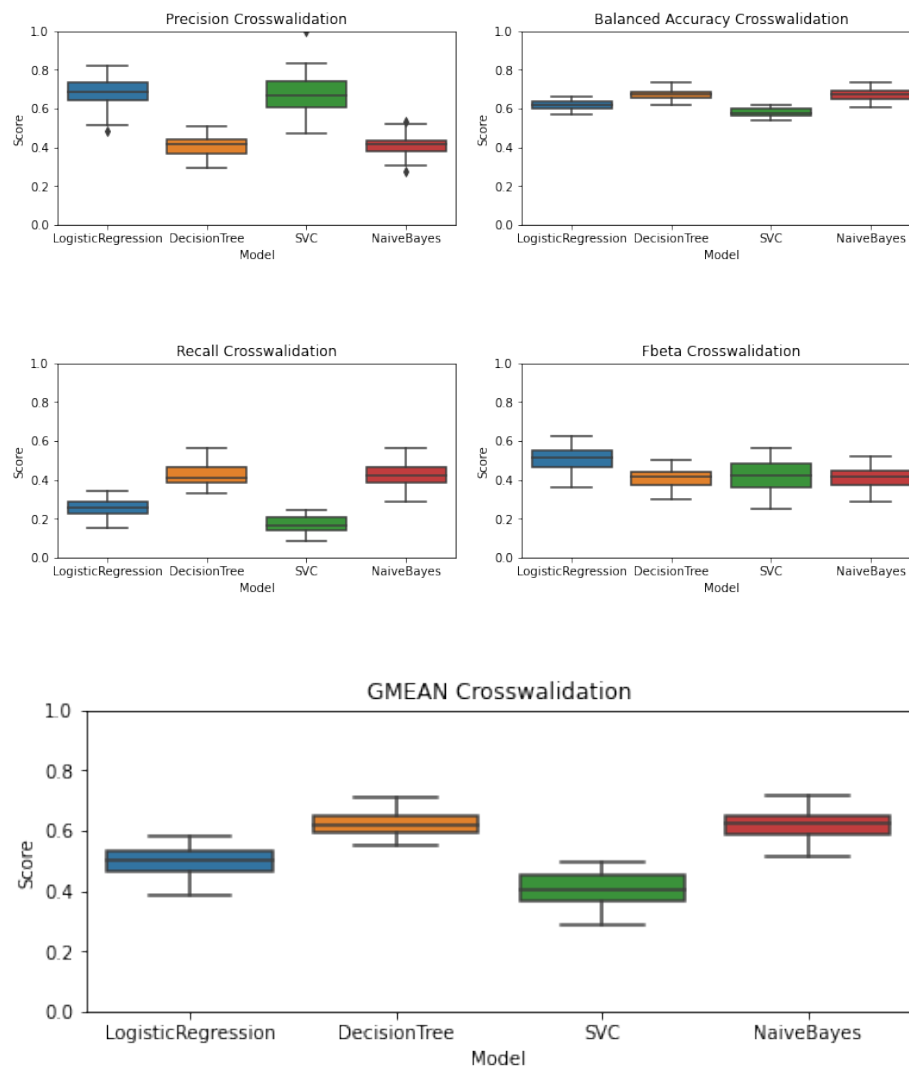 Precision Crosswalidation
1.0
0.8
0.6
0.4
0.2
0.0
Score
LogisticRegression DecisionTree SVC NaiveBayes
Model
Balanced Accuracy Crosswalidation
1.0
0.8
0.6
0.4
0.2
0.0
Score
LogisticRegression DecisionTree SVC NaiveBayes
Model
Recall Crosswalidation
1.0
0.8
0.6
0.4
0.2
0.0
Score
LogisticRegression DecisionTree SVC NaiveBayes
Model
Fbeta Crosswalidation
1.0
0.8
0.6
0.4
0.2
0.0
Score
LogisticRegression DecisionTree SVC NaiveBayes
Model
GMEAN Crosswalidation
1.0
0.8
0.6
0.4
0.2
0.0
Score
LogisticRegression DecisionTree SVC NaiveBayes
Model